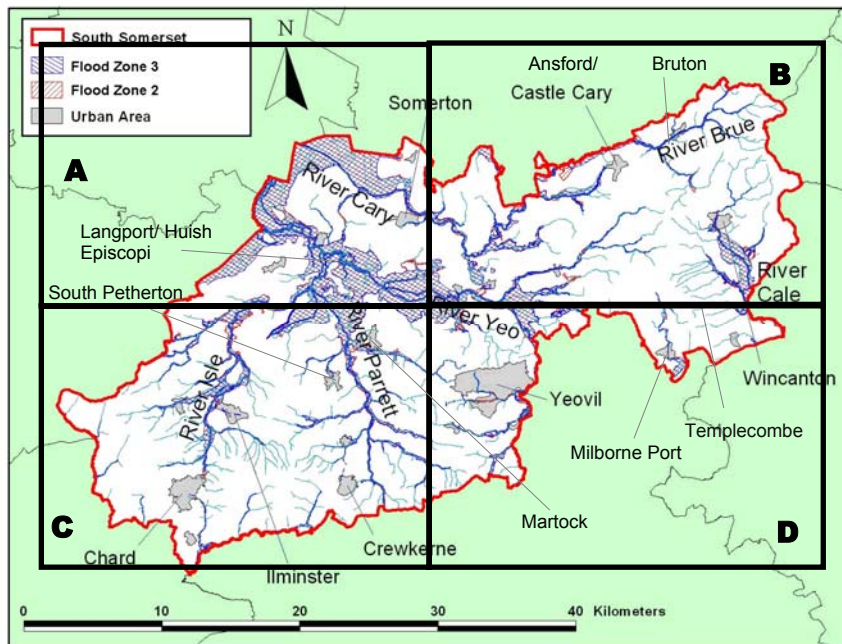 South Somerset
Flood Zone 3
Flood Zone 2
Urban Area
N
A
B
Ansford/
Castle Cary
Bruton
Somerton
River Brue
River Cary
Langport/ Huish
Episcopi
South Petherton
River Cale
River Yeo
River Parrett
River Isle
Wincanton
Yeovil
Templecombe
Milborne Port
Martock
C
D
Chard
Crewkerne
Ilminster
0 10 20 30 40 Kilometers